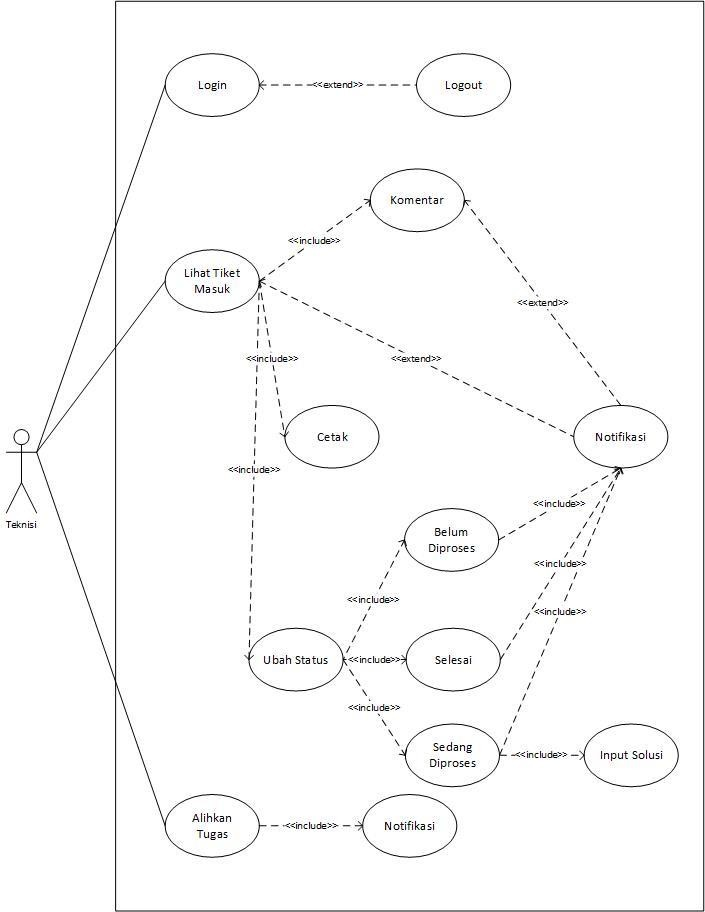 Login
<<extend>>
Logout
Komentar
<<include>>
Lihat Tiket
Masuk
<<extend>>
<<include>>
<<extend>>
Cetak
Notifikasi
<<include>>
Teknisi
<<include>>
Belum
Diproses
<<include>>
<<include>>
<<include>>
Ubah Status
<<include>>
Selesai
<<include>>
Sedang
Diproses
<<include>>
Input Solusi
Alihkan
Tugas
<<include>>
Notifikasi